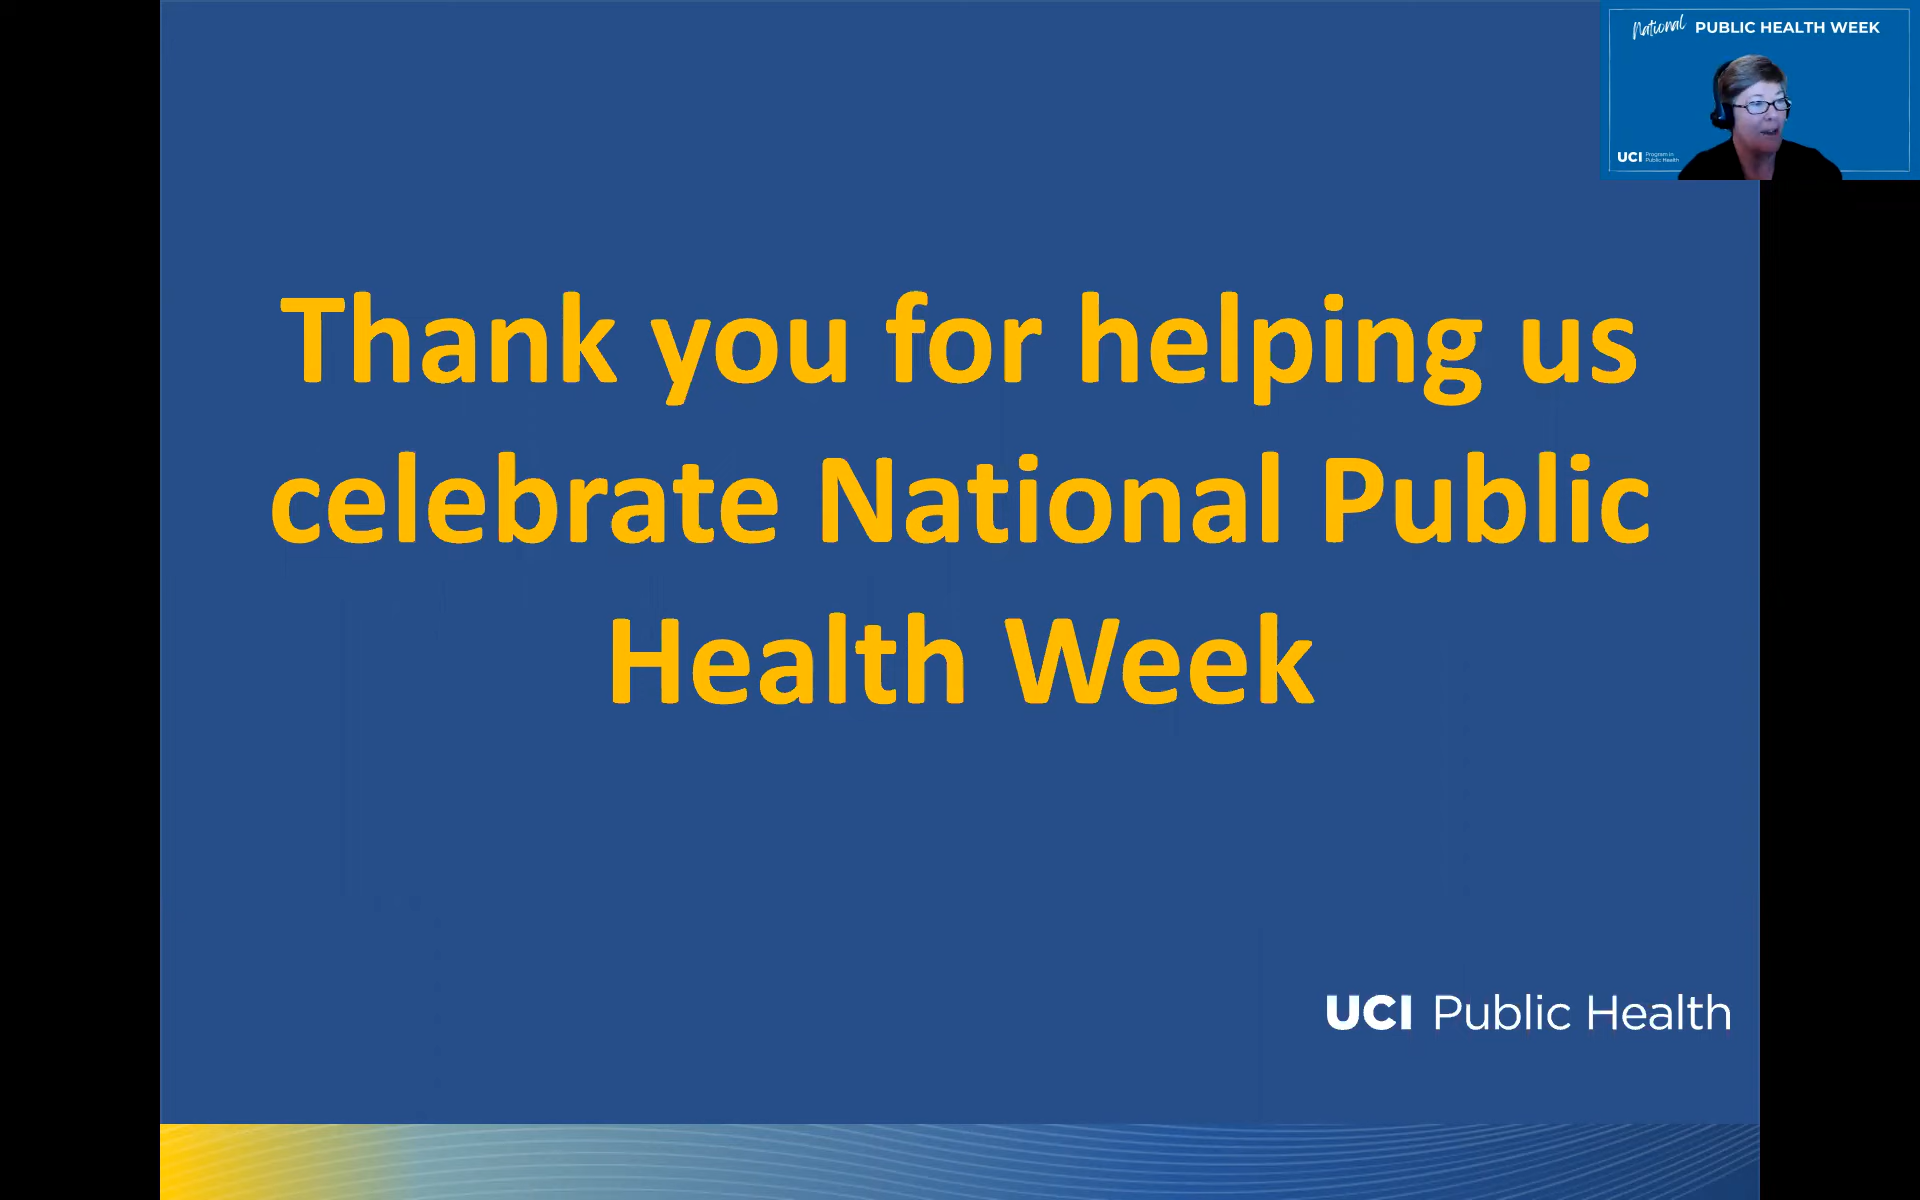 National PUBLIC HEALTH WEEK
UCI Program in
Public Health
Thank you for helping us
celebrate National Public
Health Week
UCI Public Health